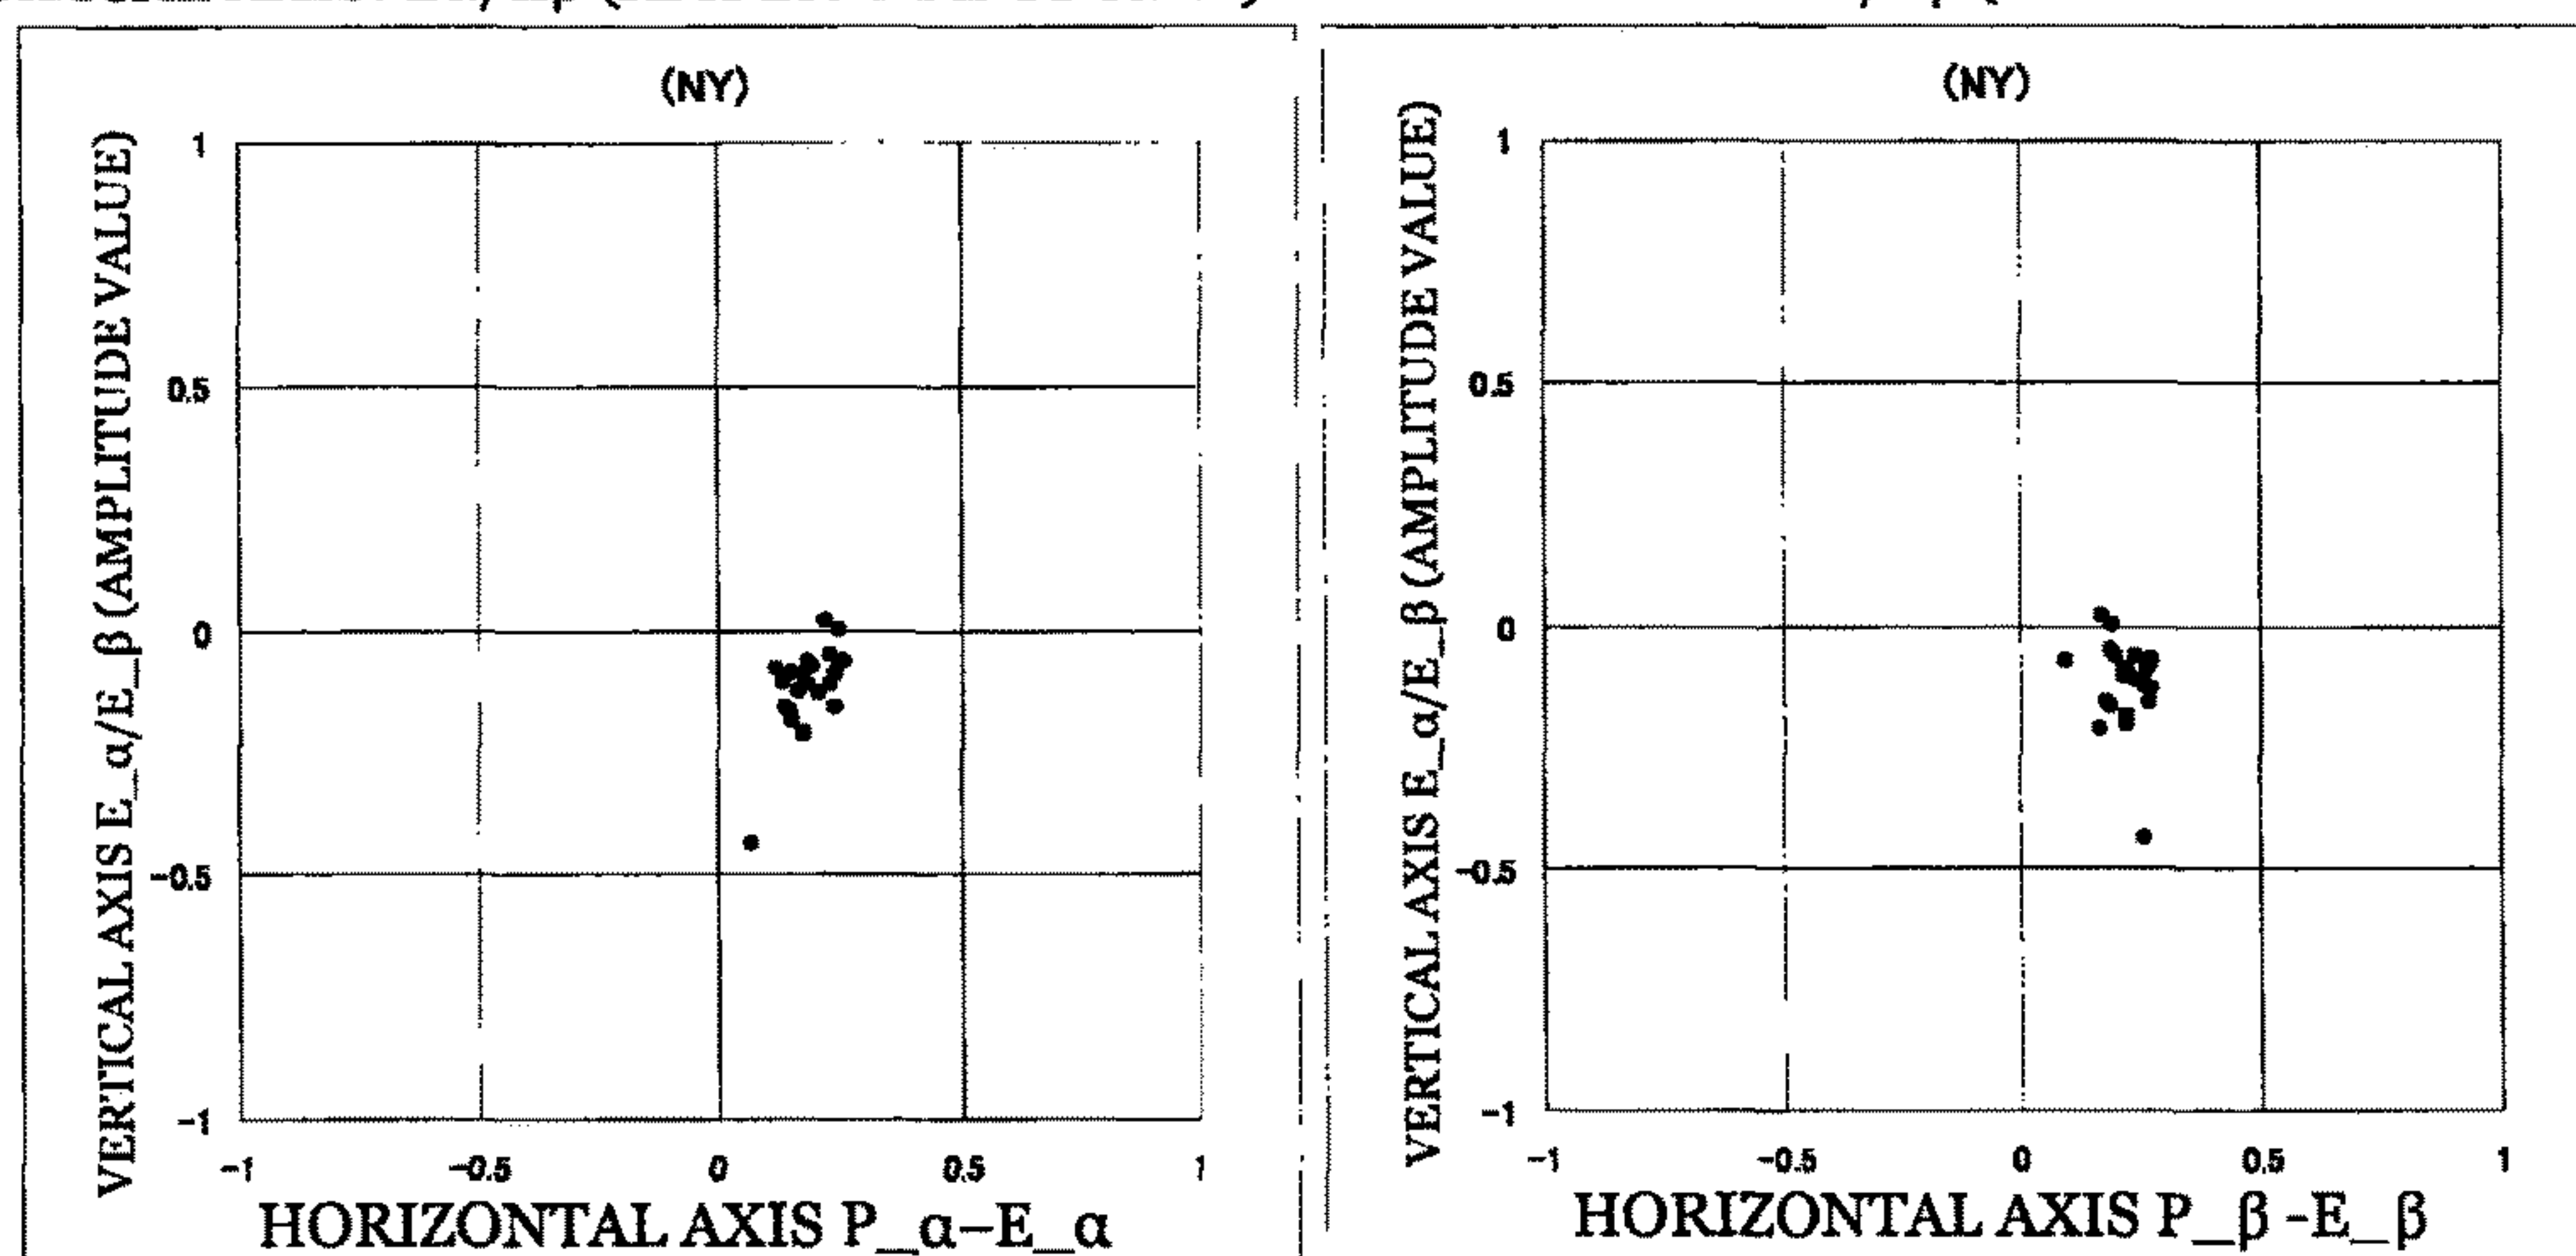 (NY)
VERTICAL AXIS E_α/E_β (AMPLITUDE VALUE)
1
0.5
0
-0.5
-1
-1 -0.5 0 0.5 1
HORIZONTAL AXIS P_α-E_α
(NY)
VERTICAL AXIS E_α/E_β (AMPLITUDE VALUE)
1
0.5
0
-0.5
-1
-1 -0.5 0 0.5 1
HORIZONTAL AXIS P_β-E_β